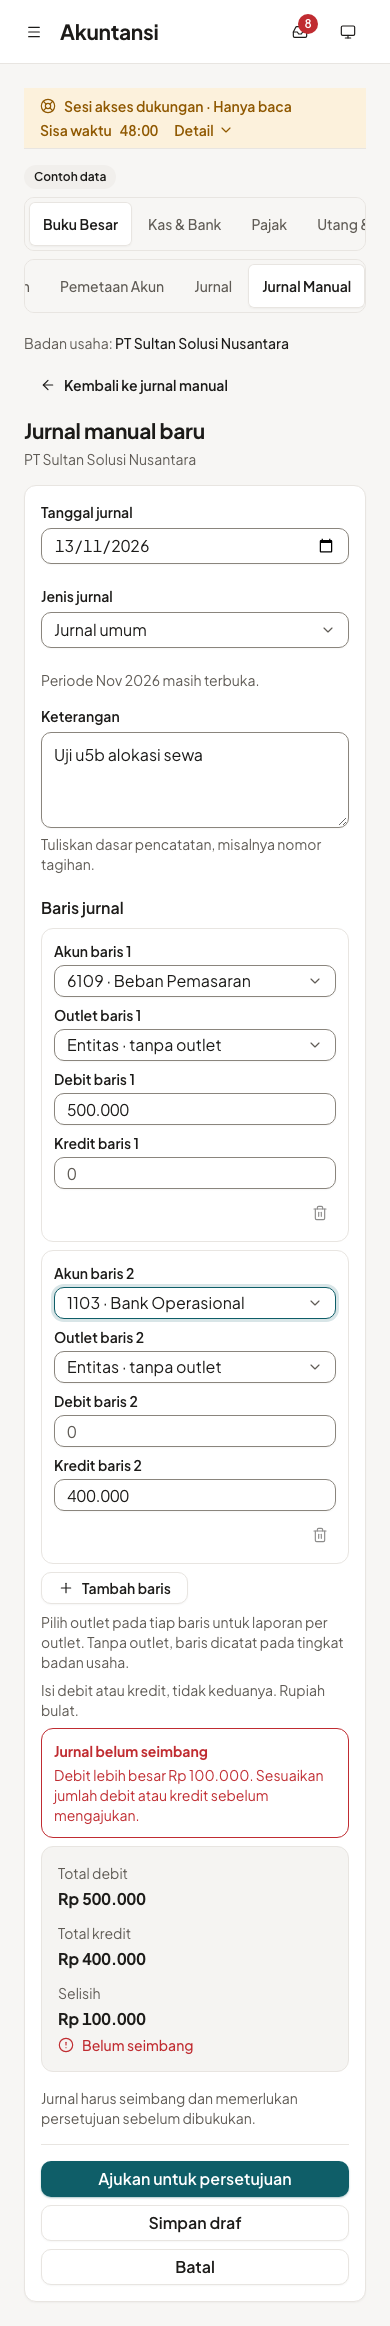 Akuntansi
8
Sesi akses dukungan · Hanya baca
Sisa waktu 48:00 Detail
Contoh data
Buku Besar Kas & Bank Pajak Utang &
Pemetaan Akun Jurnal Jurnal Manual
Badan usaha: PT Sultan Solusi Nusantara
Kembali ke jurnal manual
Jurnal manual baru
PT Sultan Solusi Nusantara
Tanggal jurnal
13/11/2026
Jenis jurnal
Jurnal umum
Periode Nov 2026 masih terbuka.
Keterangan
Uji u5b alokasi sewa
Tuliskan dasar pencatatan, misalnya nomor
tagihan.
Baris jurnal
Akun baris 1
6109 · Beban Pemasaran
Outlet baris 1
Entitas · tanpa outlet
Debit baris 1
500.000
Kredit baris 1
0
Akun baris 2
1103 · Bank Operasional
Outlet baris 2
Entitas · tanpa outlet
Debit baris 2
0
Kredit baris 2
400.000
Tambah baris
Pilih outlet pada tiap baris untuk laporan per
outlet. Tanpa outlet, baris dicatat pada tingkat
badan usaha.
Isi debit atau kredit, tidak keduanya. Rupiah
bulat.
Jurnal belum seimbang
Debit lebih besar Rp 100.000. Sesuaikan
jumlah debit atau kredit sebelum
mengajukan.
Total debit
Rp 500.000
Total kredit
Rp 400.000
Selisih
Rp 100.000
Belum seimbang
Jurnal harus seimbang dan memerlukan
persetujuan sebelum dibukukan.
Ajukan untuk persetujuan
Simpan draf
Batal